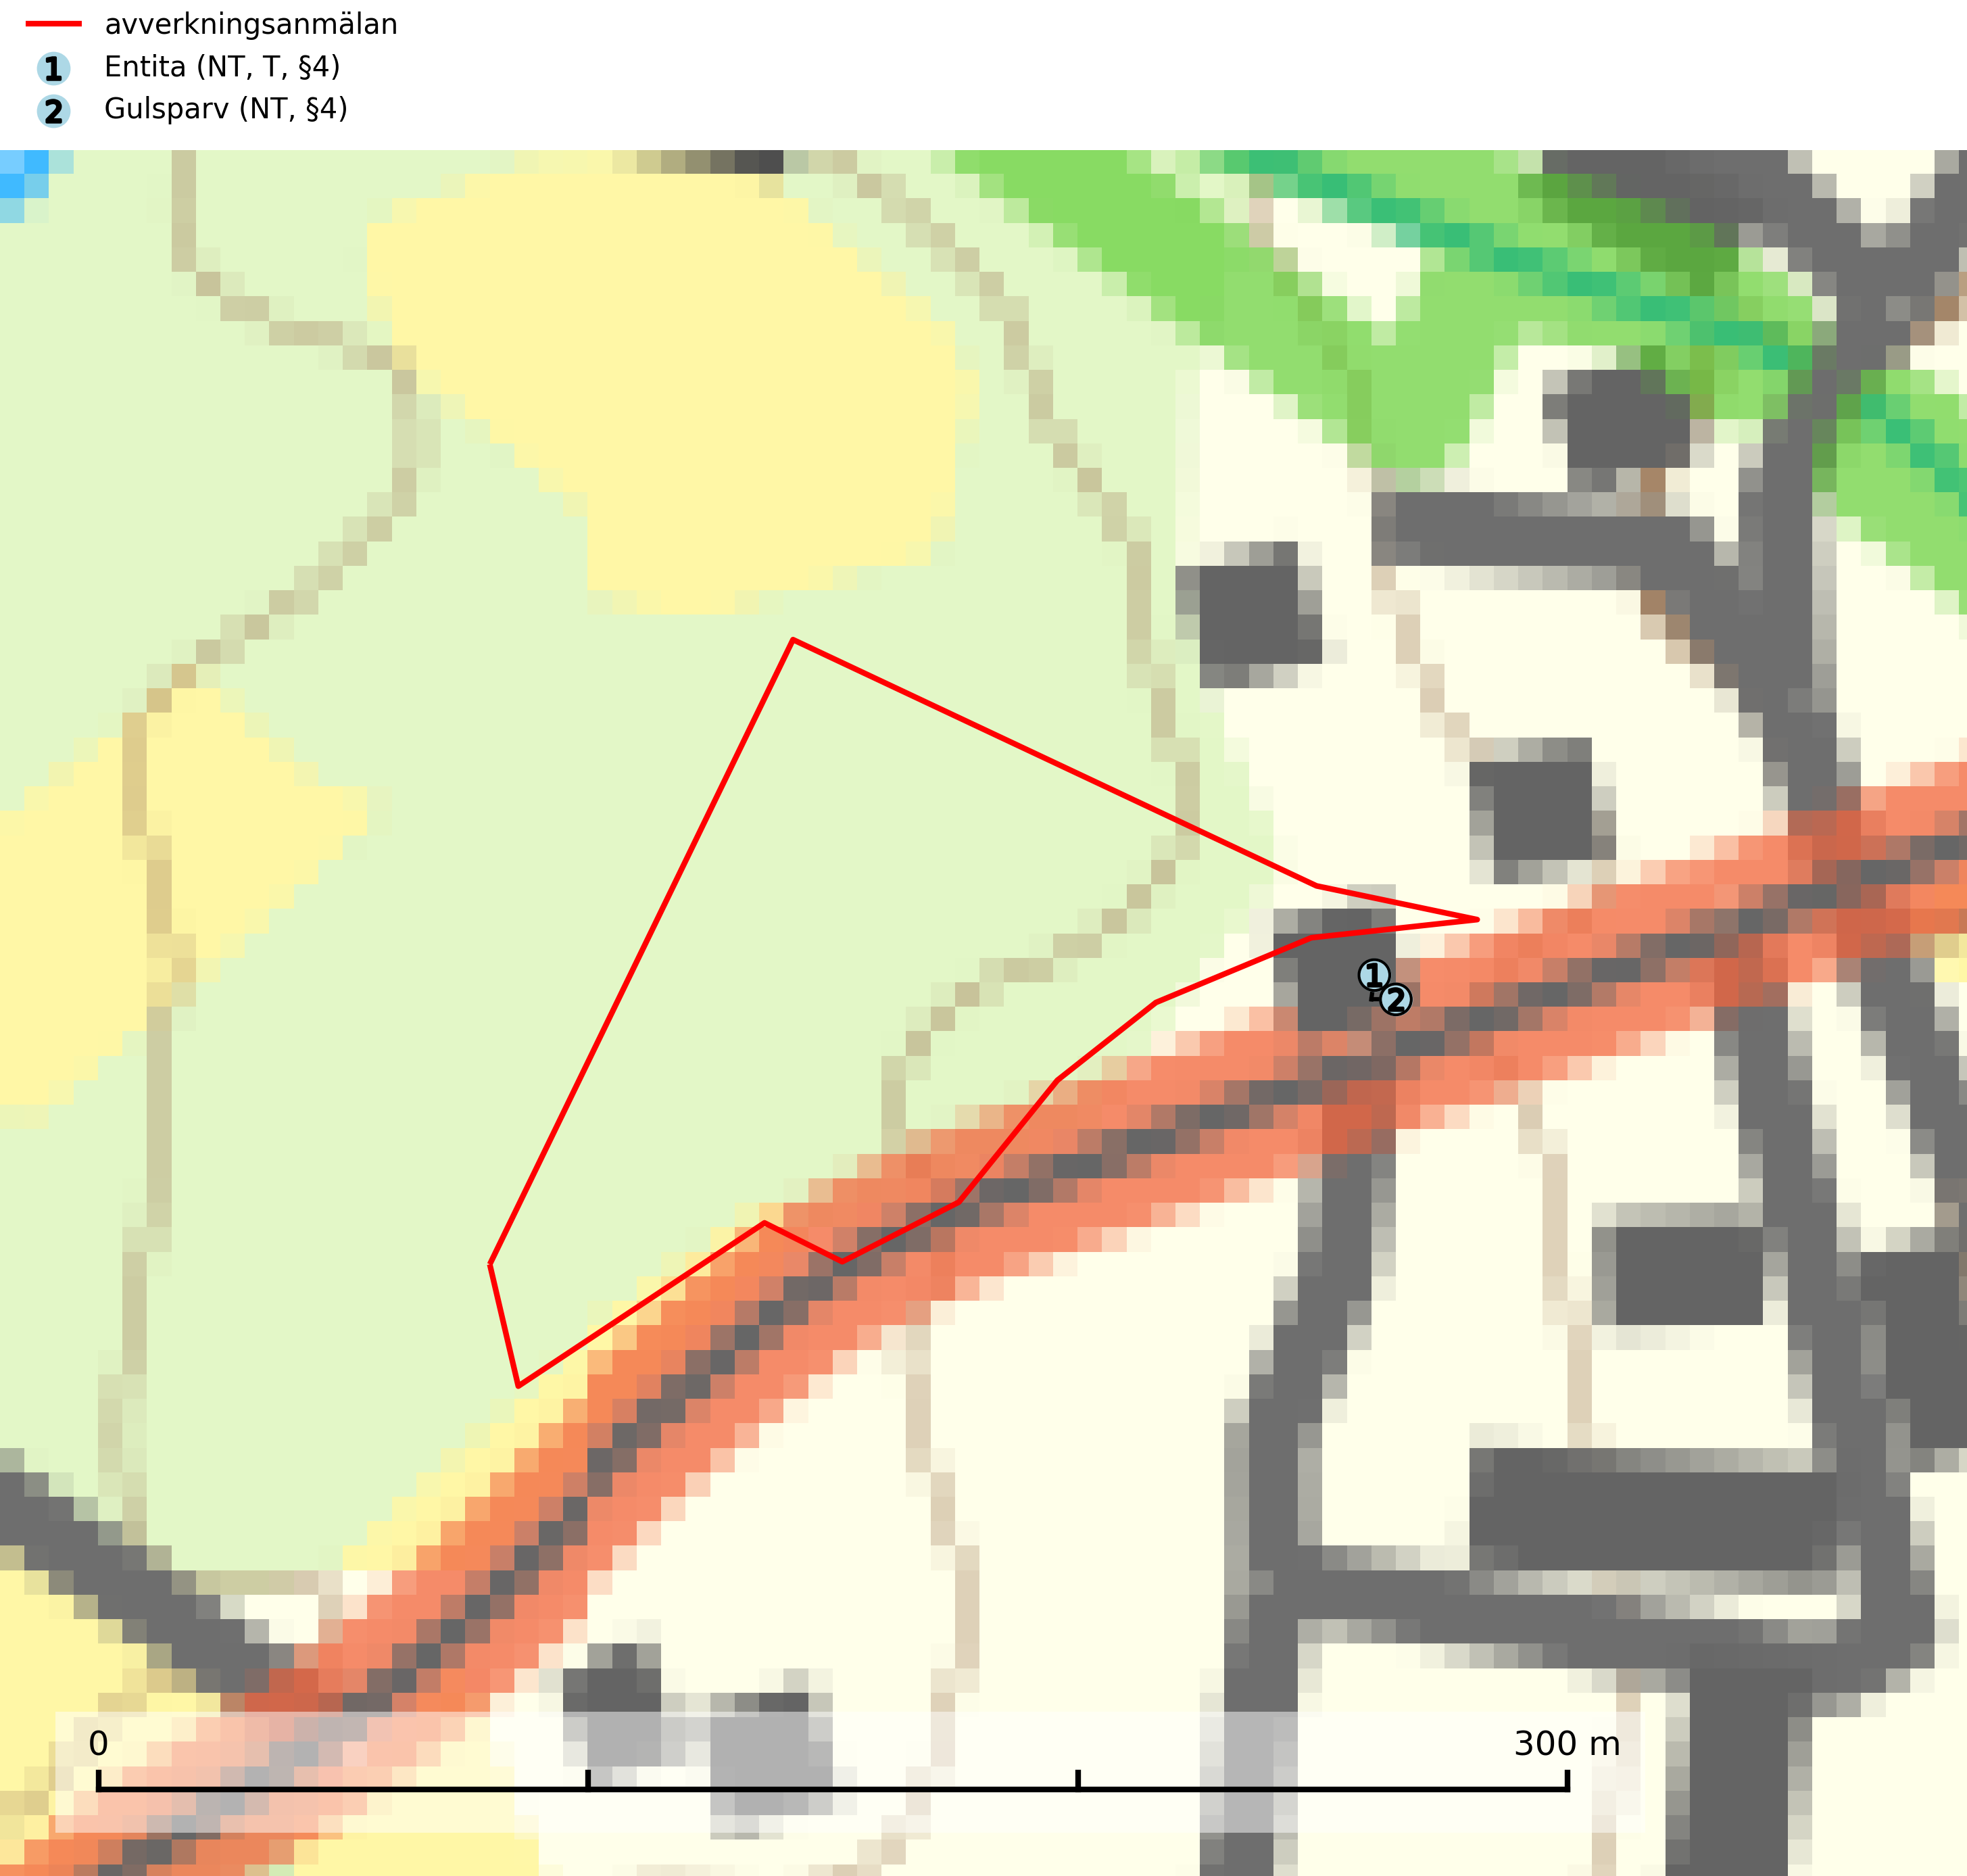 avverkningsanmälan
1 Entita (NT, T, §4)
2 Gulsparv (NT, §4)
1
2
0 300 m